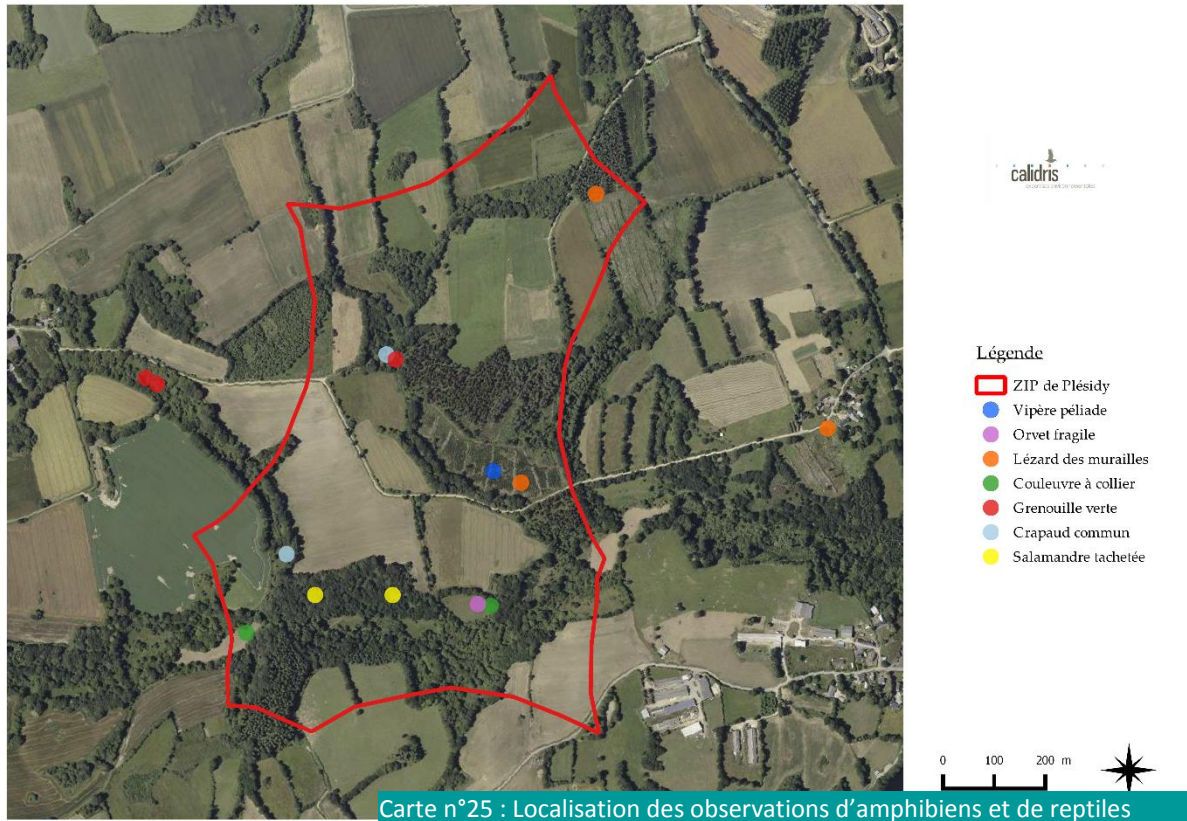 calidris
Légende
ZIP de Plésidy
Vipère péliade
Orvet fragile
Lézard des murailles
Couleuvre à collier
Grenouille verte
Crapaud commun
Salamandre tachetée
0 100 200 m
Carte n°25 : Localisation des observations d'amphibiens et de reptiles